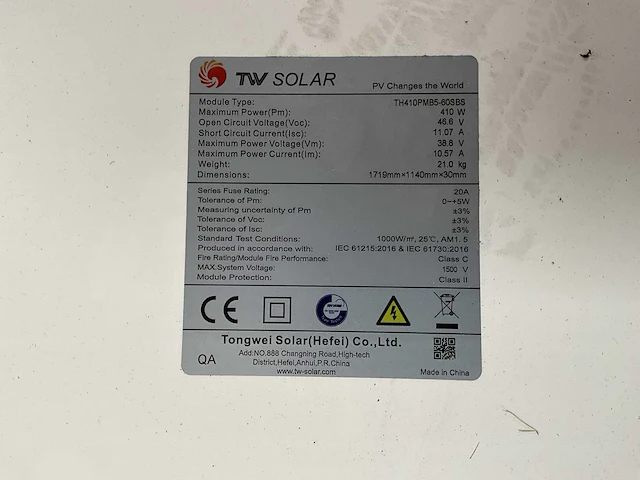 TW SOLAR
PV Changes the World
Module Type: TH410PMB5-60SBS
Maximum Power(Pm): 410 W
Open Circuit Voltage(Voc): 46.6 V
Short Circuit Current(Isc): 11.07 A
Maximum Power Voltage(Vm): 38.8 V
Maximum Power Current(Im): 10.57 A
Weight: 21.0 kg
Dimensions: 1719mm×1140mm×30mm
Series Fuse Rating: 20A
Tolerance of Pm: 0~+5W
Measuring uncertainty of Pm ±3%
Tolerance of Voc: ±3%
Tolerance of Isc: ±3%
Standard Test Conditions: 1000W/㎡, 25℃, AM1. 5
Produced in accordance with: IEC 61215:2016 & IEC 61730:2016
Fire Rating/Module Fire Performance: Class C
MAX.System Voltage: 1500 V
Module Protection: Class II
CE
Tongwei Solar(Hefei) Co.,Ltd.
Add:NO.888 Changning Road,High-tech
District,Hefei,Anhui,P.R.China
www.tw-solar.com
QA
Made in China